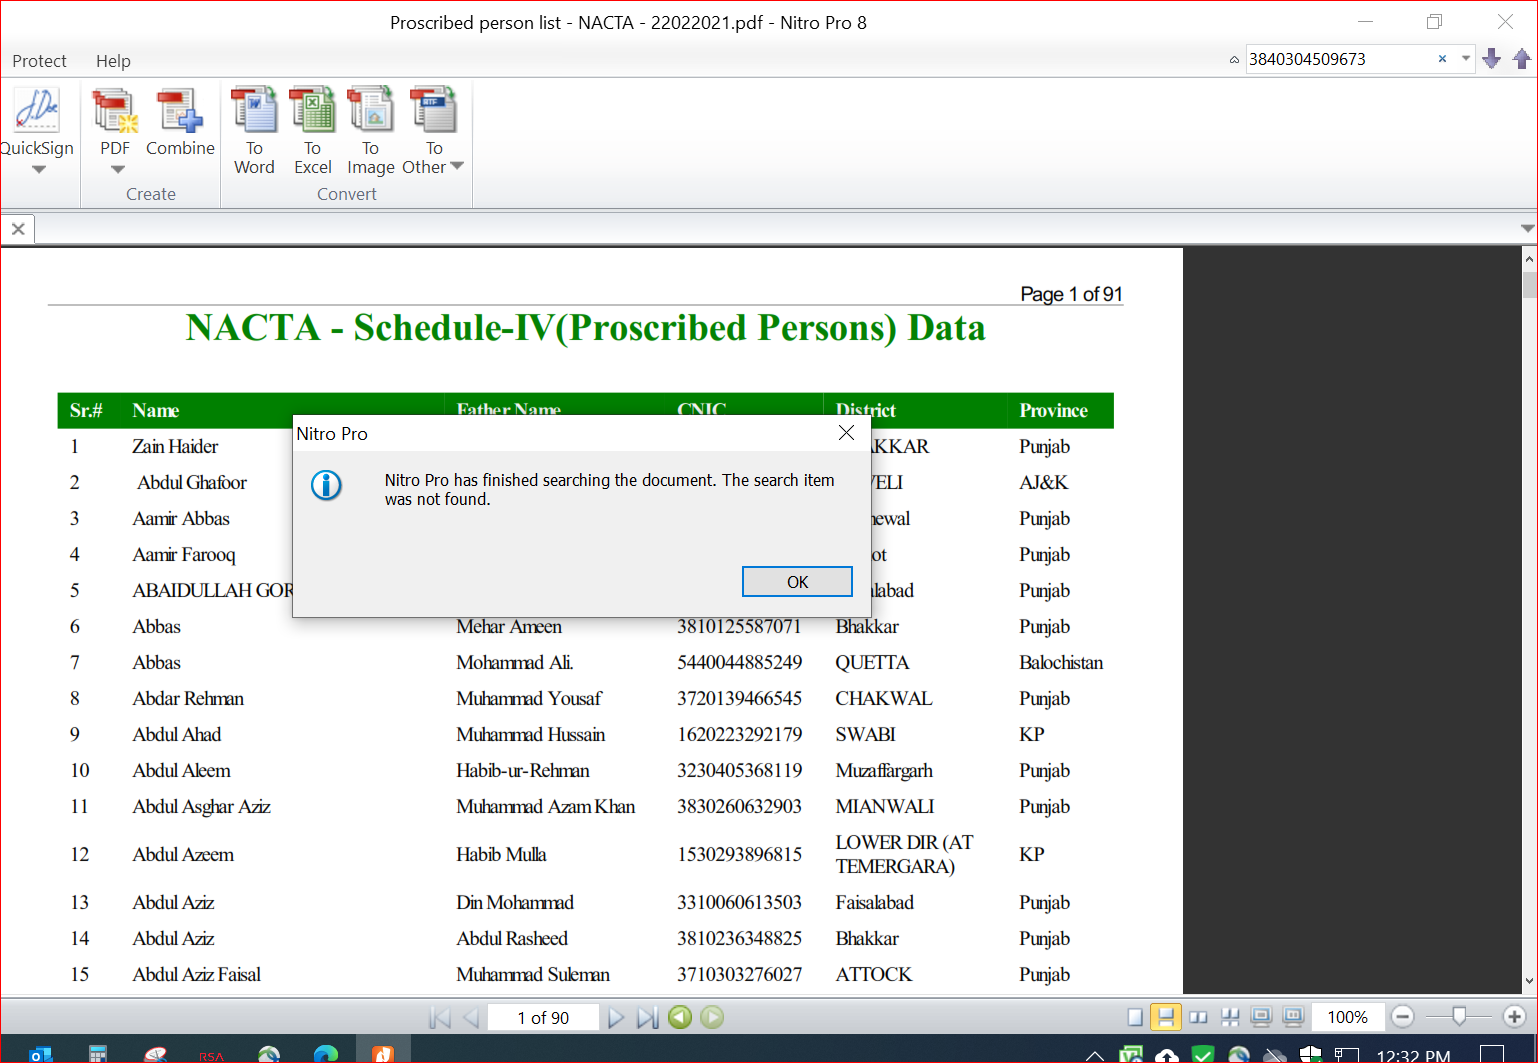 Proscribed person list - NACTA - 22022021.pdf - Nitro Pro 8
Protect Help
3840304509673
QuickSign
PDF
Combine
To Word
To Excel
To Image
To Other
Create
Convert
Page 1 of 91
NACTA - Schedule-IV(Proscribed Persons) Data
Sr.# Name Father Name CNIC District Province
Nitro Pro
Nitro Pro has finished searching the document. The search item
was not found.
OK
1 Zain Haider AKKAR Punjab
2 Abdul Ghafoor VELI AJ&K
3 Aamir Abbas newal Punjab
4 Aamir Farooq ot Punjab
5 ABAIDULLAH GOR labad Punjab
6 Abbas Mehar Ameen 3810125587071 Bhakkar Punjab
7 Abbas Mohammad Ali. 5440044885249 QUETTA Balochistan
8 Abdar Rehman Muhammad Yousaf 3720139466545 CHAKWAL Punjab
9 Abdul Ahad Muhammad Hussain 1620223292179 SWABI KP
10 Abdul Aleem Habib-ur-Rehman 3230405368119 Muzaffargarh Punjab
11 Abdul Asghar Aziz Muhammad Azam Khan 3830260632903 MIANWALI Punjab
12 Abdul Azeem Habib Mulla 1530293896815 LOWER DIR (AT TEMERGARA) KP
13 Abdul Aziz Din Mohammad 3310060613503 Faisalabad Punjab
14 Abdul Aziz Abdul Rasheed 3810236348825 Bhakkar Punjab
15 Abdul Aziz Faisal Muhammad Suleman 3710303276027 ATTOCK Punjab
1 of 90
100%
RSA
12:32 PM